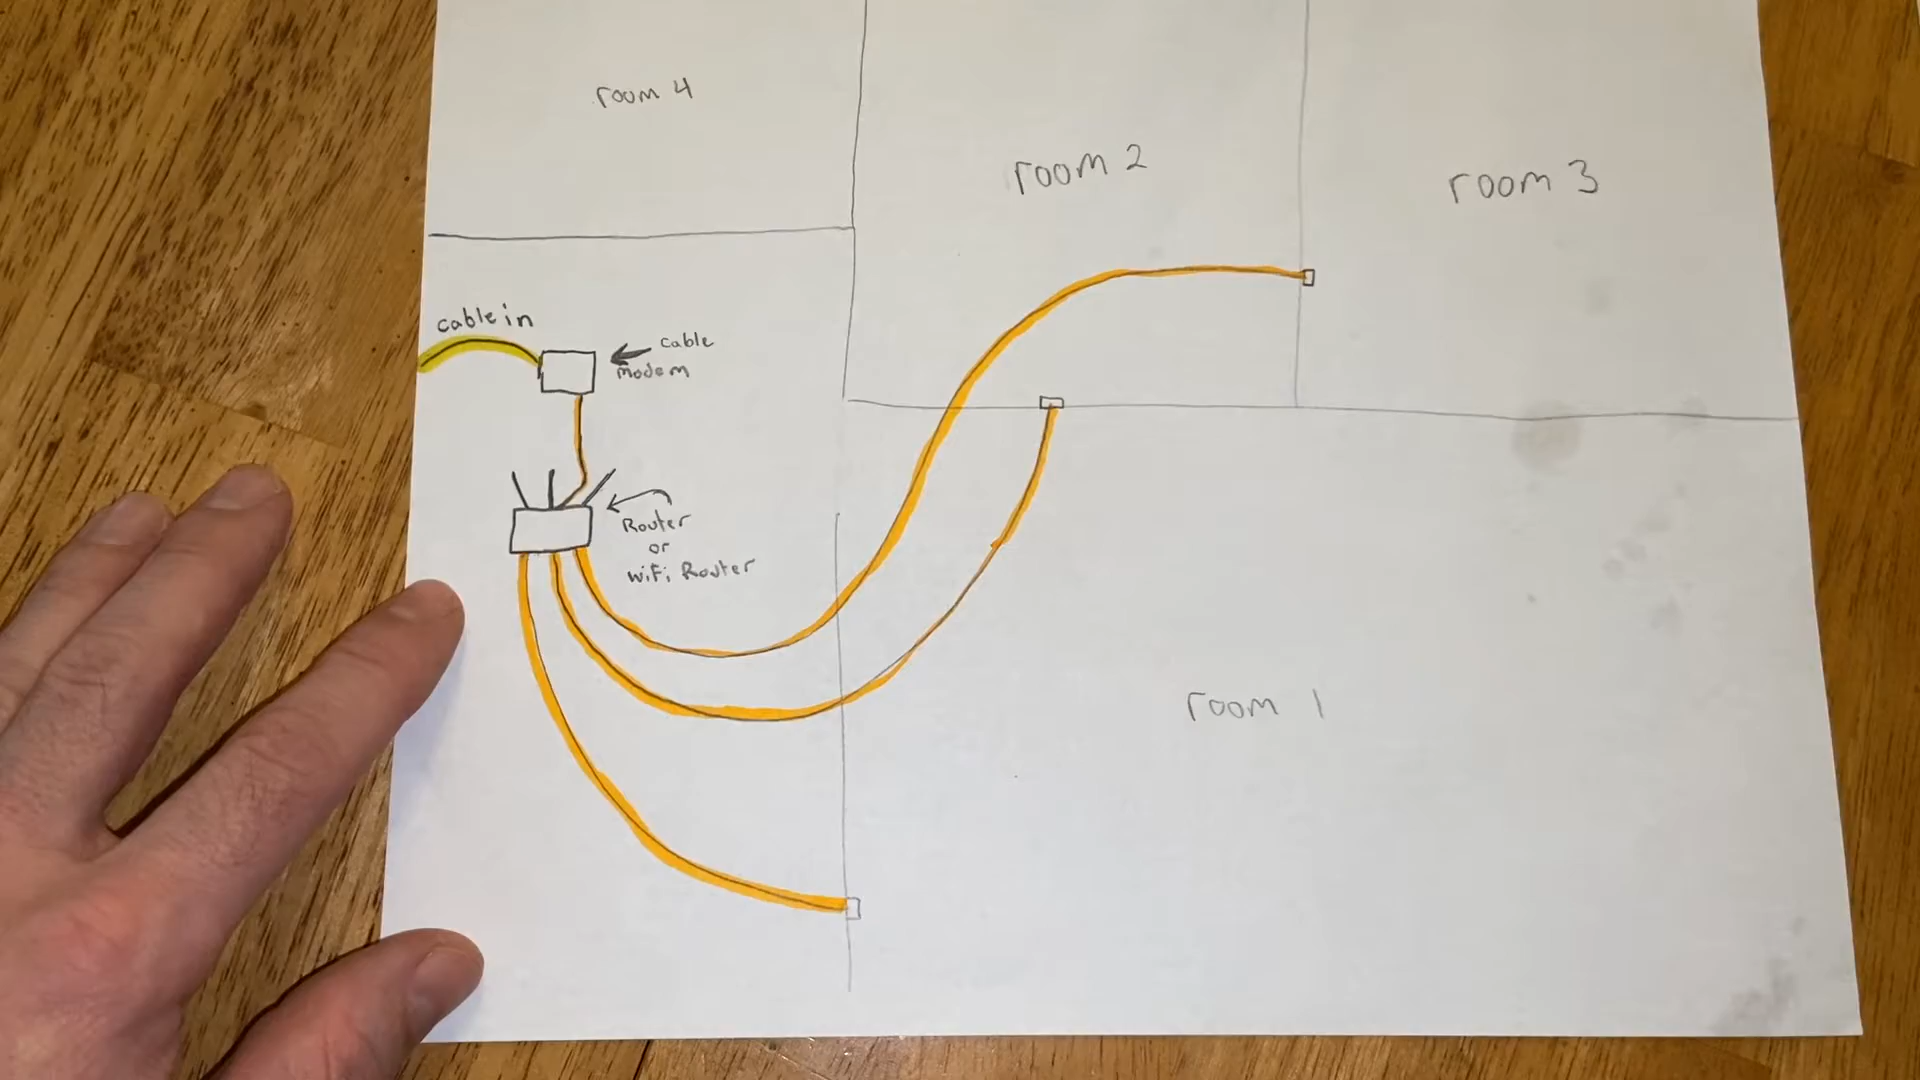 room 4
room 2
room 3
cable in
cable
modem
Router
or
WiFi Router
room 1